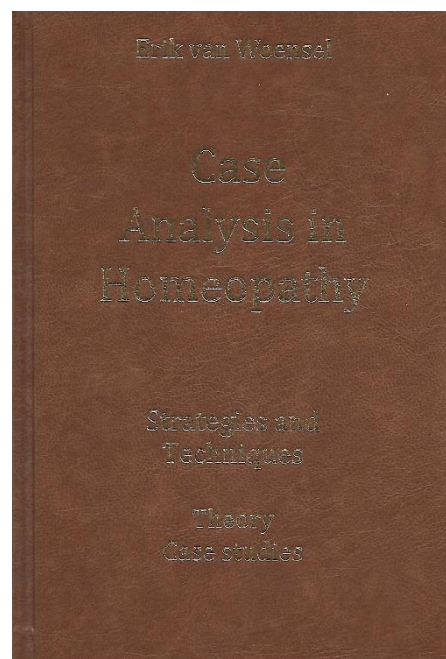 Erik van Woensel
Case
Analysis in
Homeopathy
Strategies and
Techniques
Theory
Case studies